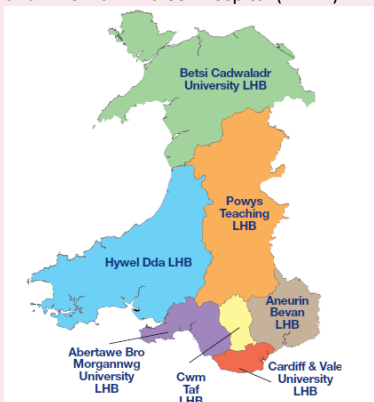 Betsi Cadwaladr
University LHB
Powys
Teaching
LHB
Hywel Dda LHB
Aneurin
Bevan
LHB
Abertawe Bro
Morgannwg
University
LHB
Cwm
Taf
LHB
Cardiff & Vale
University
LHB